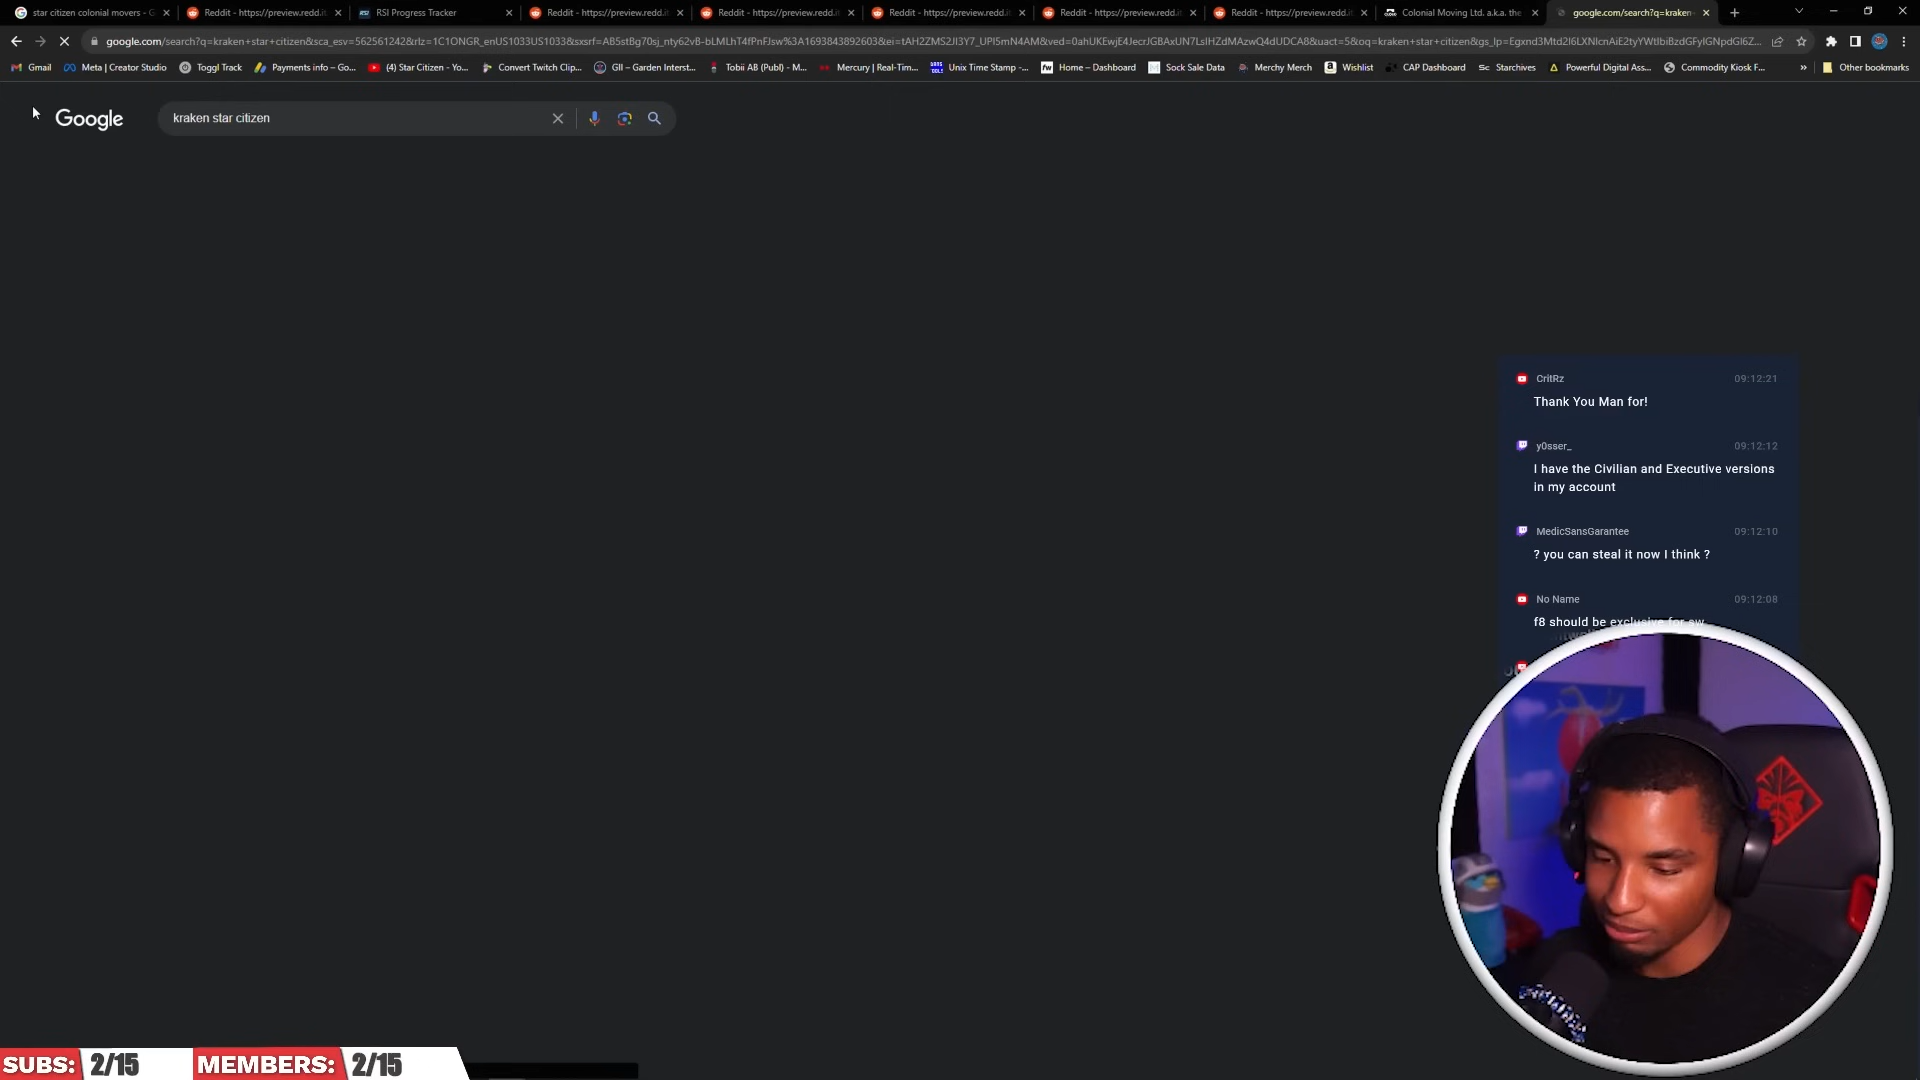 star citizen colonial movers - G
Reddit - https://preview.redd.it
RSI Progress Tracker
Reddit - https://preview.redd.it
Reddit - https://preview.redd.it
Reddit - https://preview.redd.it
Reddit - https://preview.redd.it
Reddit - https://preview.redd.it
Colonial Moving Ltd. a.k.a. the
google.com/search?q=kraken
Gmail
Meta | Creator Studio
Toggl Track
Payments info – Go...
(4) Star Citizen - Yo...
Convert Twitch Clip...
GII – Garden Interst...
Tobii AB (Publ) - M...
Mercury | Real-Tim...
Unix Time Stamp -...
Home – Dashboard
Sock Sale Data
Merchy Merch
Wishlist
CAP Dashboard
Starchives
Powerful Digital Ass...
Commodity Kiosk F...
Other bookmarks
Google
kraken star citizen
CritRz 09:12:21
Thank You Man for!
y0sser_ 09:12:12
I have the Civilian and Executive versions
in my account
MedicSansGarantee 09:12:10
? you can steal it now I think ?
No Name 09:12:08
f8 should be exclusive for sw
SUBS: 2/15 MEMBERS: 2/15